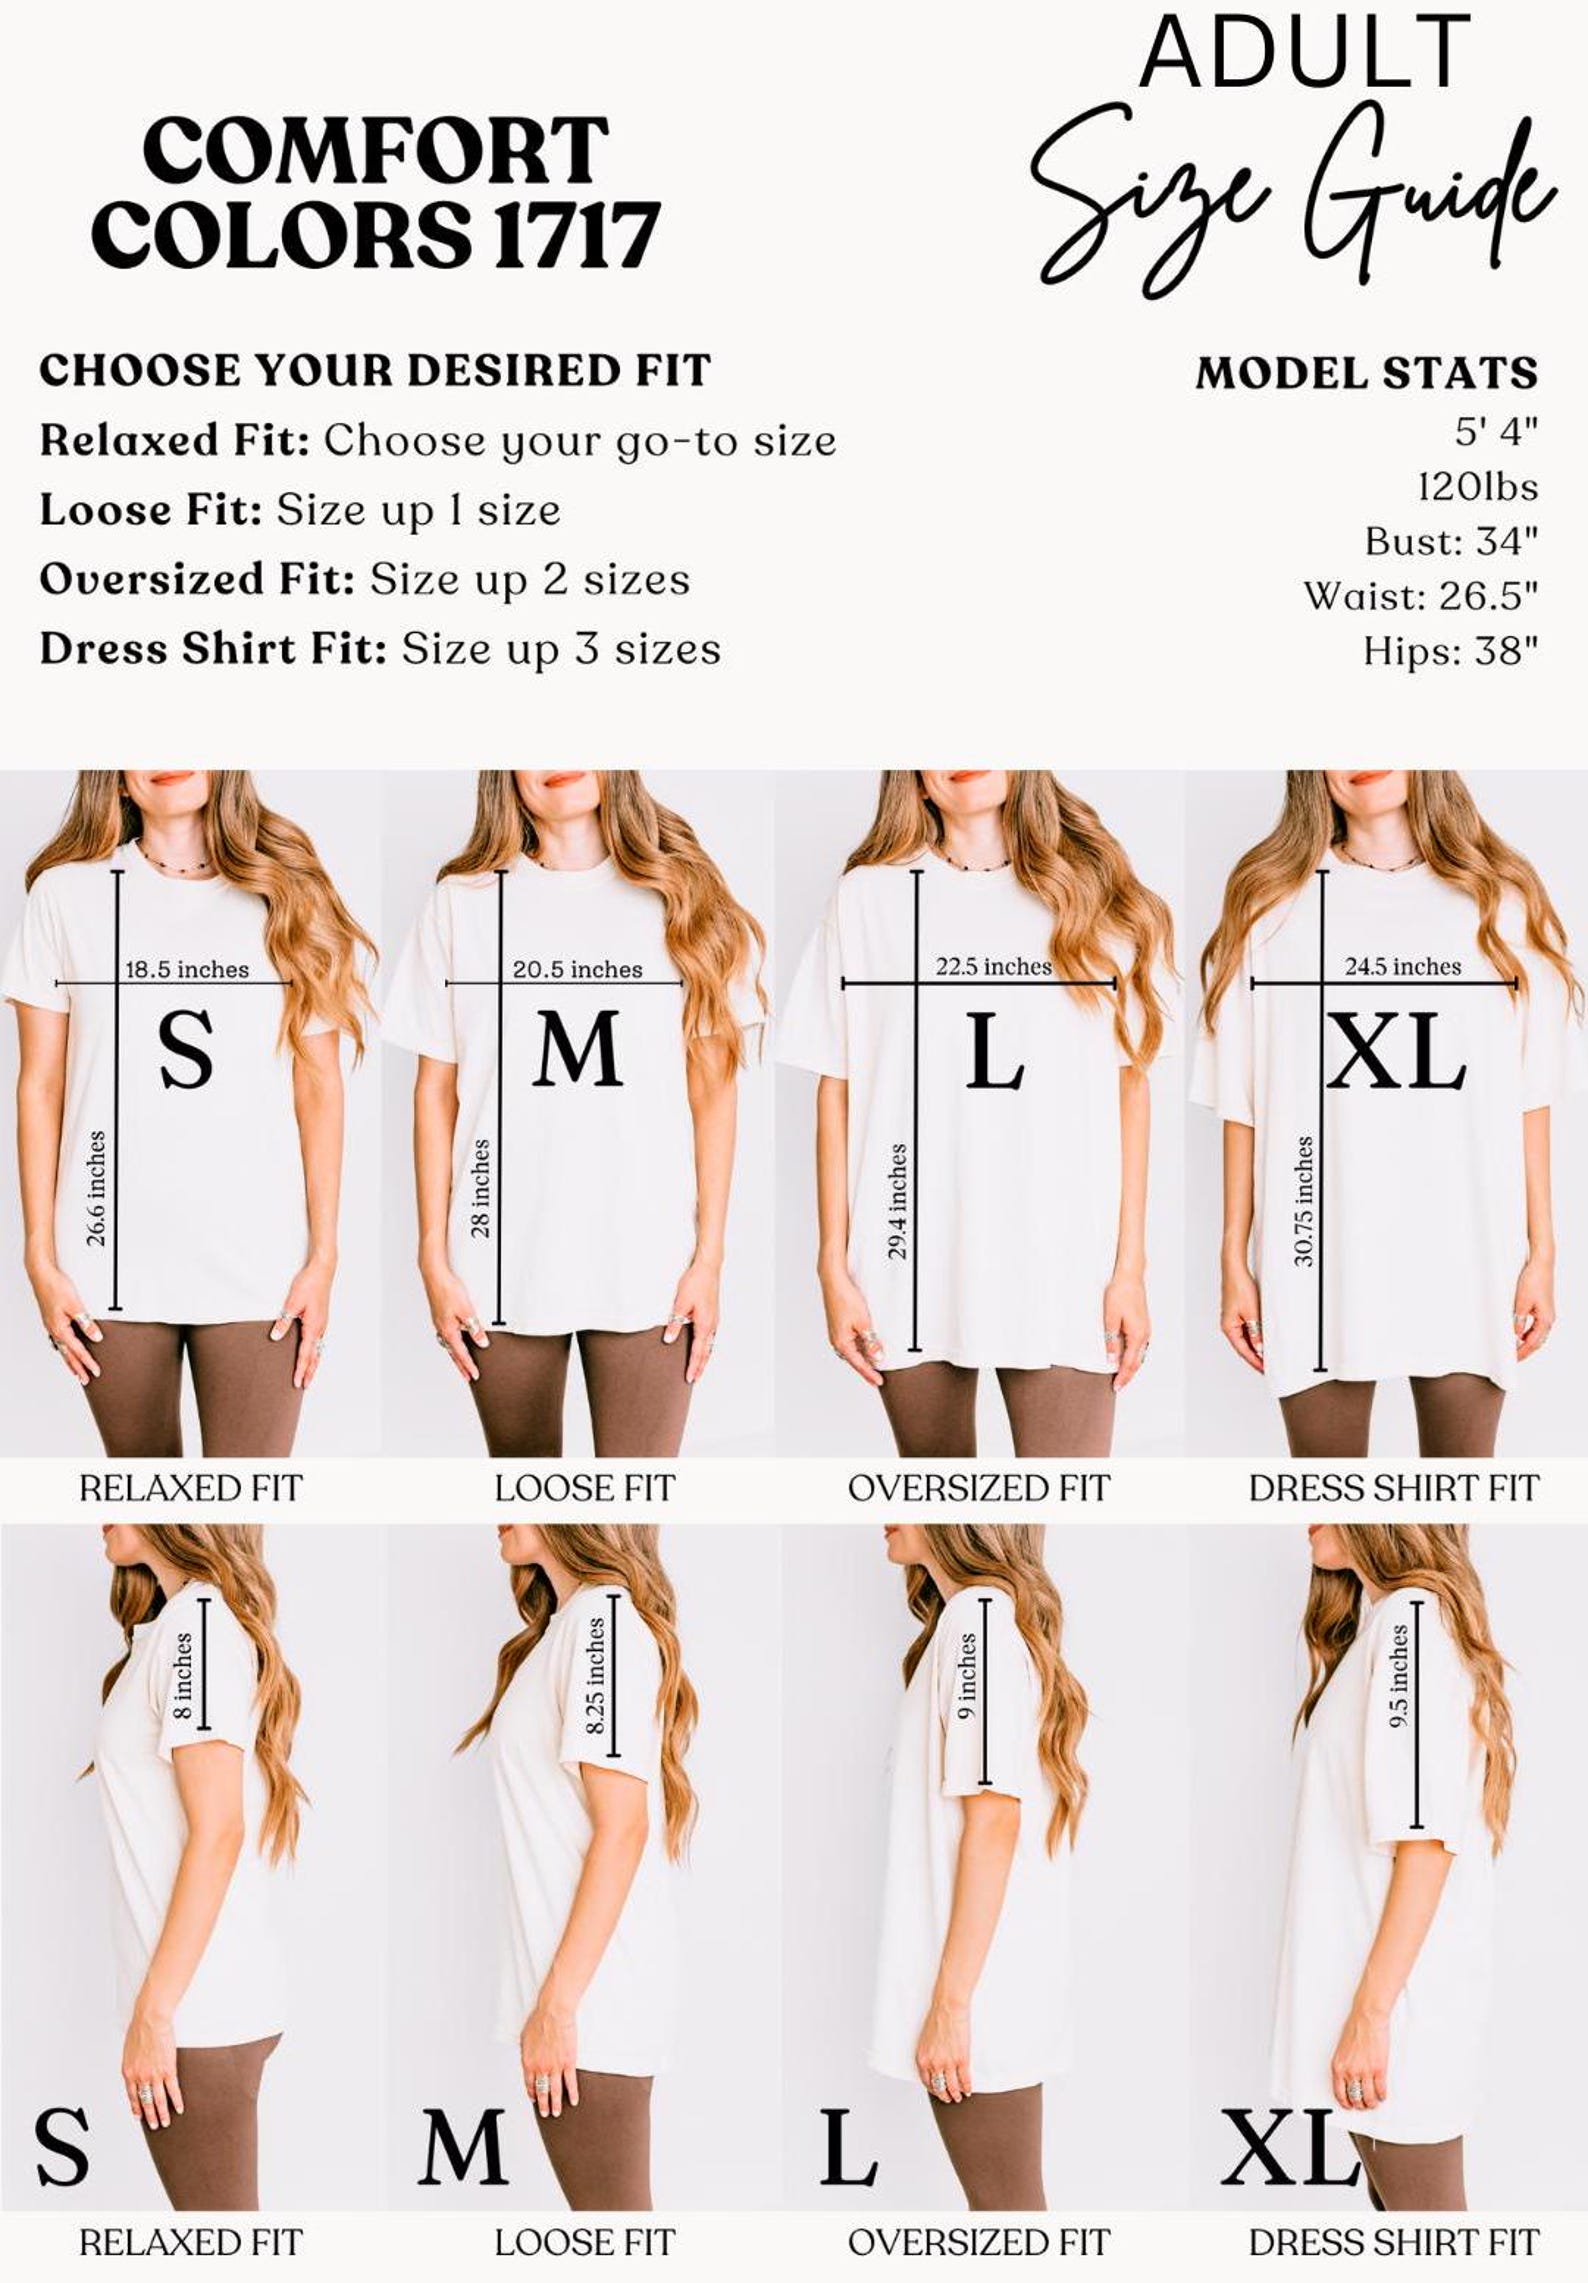 ADULT
Size Guide
COMFORT
COLORS 1717
CHOOSE YOUR DESIRED FIT
Relaxed Fit: Choose your go-to size
Loose Fit: Size up 1 size
Oversized Fit: Size up 2 sizes
Dress Shirt Fit: Size up 3 sizes
MODEL STATS
5' 4"
120lbs
Bust: 34"
Waist: 26.5"
Hips: 38"
18.5 inches
S
26.6 inches
20.5 inches
M
28 inches
22.5 inches
L
29.4 inches
24.5 inches
XL
30.75 inches
RELAXED FIT
LOOSE FIT
OVERSIZED FIT
DRESS SHIRT FIT
8 inches
S
8.25 inches
M
9 inches
L
9.5 inches
XL
RELAXED FIT
LOOSE FIT
OVERSIZED FIT
DRESS SHIRT FIT